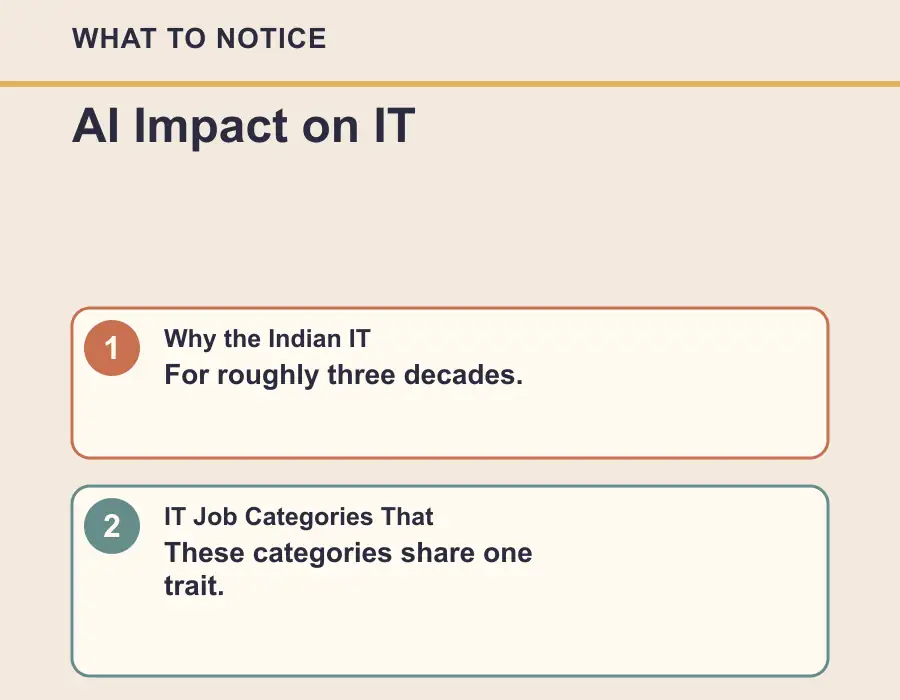 WHAT TO NOTICE
AI Impact on IT
1
Why the Indian IT
For roughly three decades.
2
IT Job Categories That
These categories share one
trait.